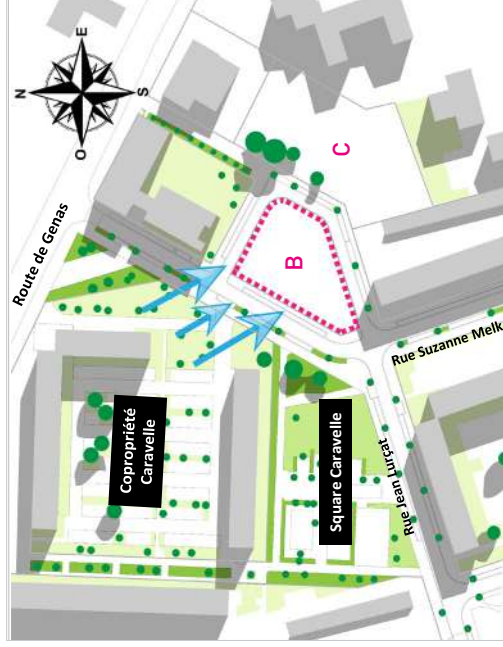 N
E
O
S
Route de Genas
C
B
Copropriété
Caravelle
Square Caravelle
Rue Jean Lurçat
Rue Suzanne Melk